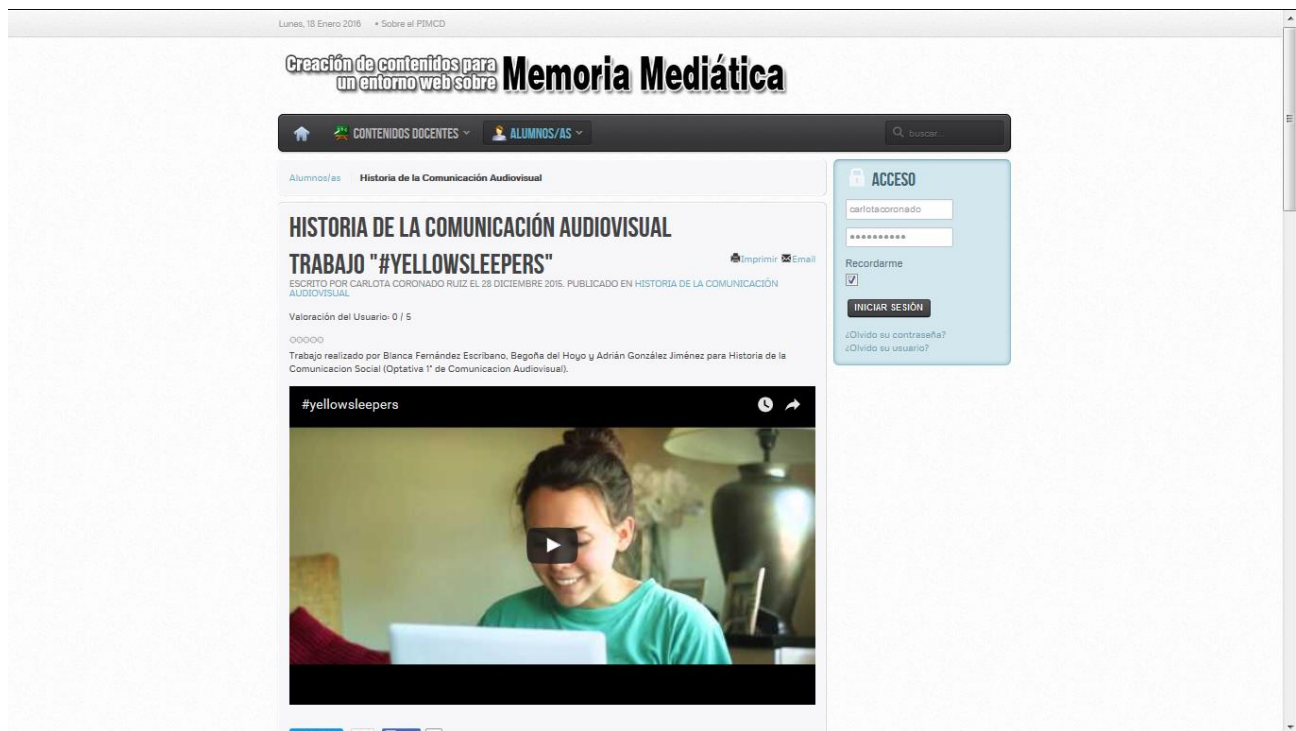 Lunes, 18 Enero 2016 • Sobre el PIMCD
Creación de contenidos para
un entorno web sobre
Memoria Mediática
CONTENIDOS DOCENTES
ALUMNOS/AS
buscar...
Alumnos/as
Historia de la Comunicación Audiovisual
HISTORIA DE LA COMUNICACIÓN AUDIOVISUAL
TRABAJO "#YELLOWSLEEPERS"
Imprimir Email
ESCRITO POR CARLOTA CORONADO RUIZ EL 28 DICIEMBRE 2015. PUBLICADO EN HISTORIA DE LA COMUNICACIÓN
AUDIOVISUAL
Valoración del Usuario: 0 / 5
Trabajo realizado por Blanca Fernández Escribano, Begoña del Hoyo y Adrián González Jiménez para Historia de la
Comunicacion Social (Optativa 1º de Comunicacion Audiovisual).
#yellowsleepers
ACCESO
carlotacoronado
••••••••••
Recordarme
INICIAR SESIÓN
¿Olvido su contraseña?
¿Olvido su usuario?